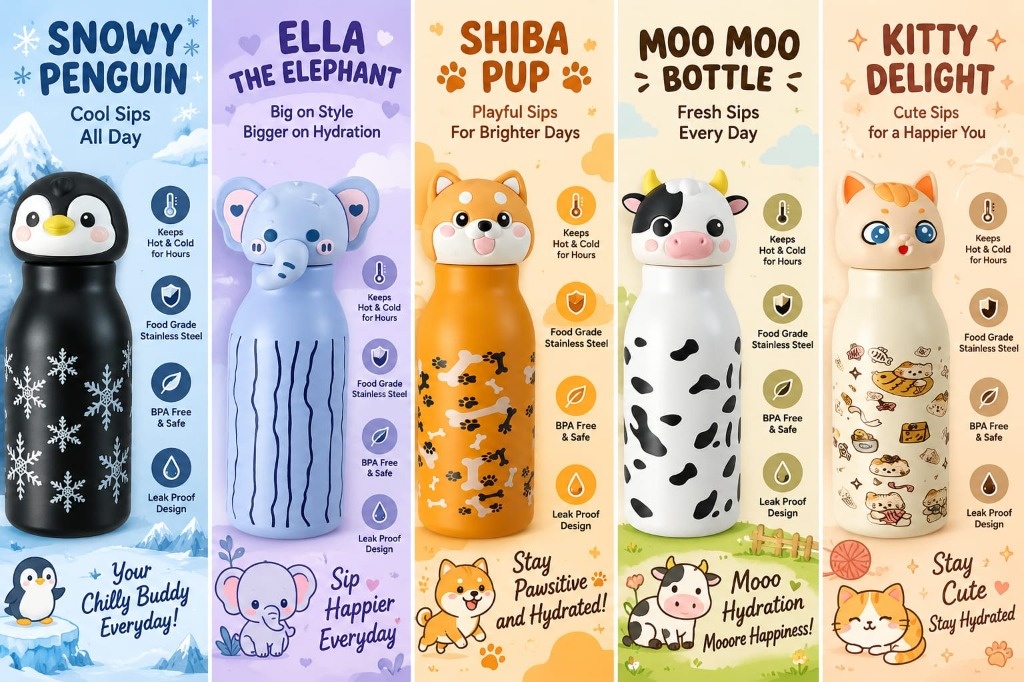 SNOWY
PENGUIN
Cool Sips
All Day
Keeps
Hot & Cold
for Hours
Food Grade
Stainless Steel
BPA Free
& Safe
Leak Proof
Design
Your
Chilly Buddy
Everyday!
ELLA
THE ELEPHANT
Big on Style
Bigger on Hydration
Keeps
Hot & Cold
for Hours
Food Grade
Stainless Steel
BPA Free
& Safe
Leak Proof
Design
Sip
Happier
Everyday
SHIBA
PUP
Playful Sips
For Brighter Days
Keeps
Hot & Cold
for Hours
Food Grade
Stainless Steel
BPA Free
& Safe
Leak Proof
Design
Stay
Pawsitive
and Hydrated!
MOO MOO
BOTTLE
Fresh Sips
Every Day
Keeps
Hot & Cold
for Hours
Food Grade
Stainless Steel
BPA Free
& Safe
Leak Proof
Design
Mooo
Hydration
Mooore Happiness!
KITTY
DELIGHT
Cute Sips
for a Happier You
Keeps
Hot & Cold
for Hours
Food Grade
Stainless Steel
BPA Free
& Safe
Leak Proof
Design
Stay
Cute
Stay Hydrated